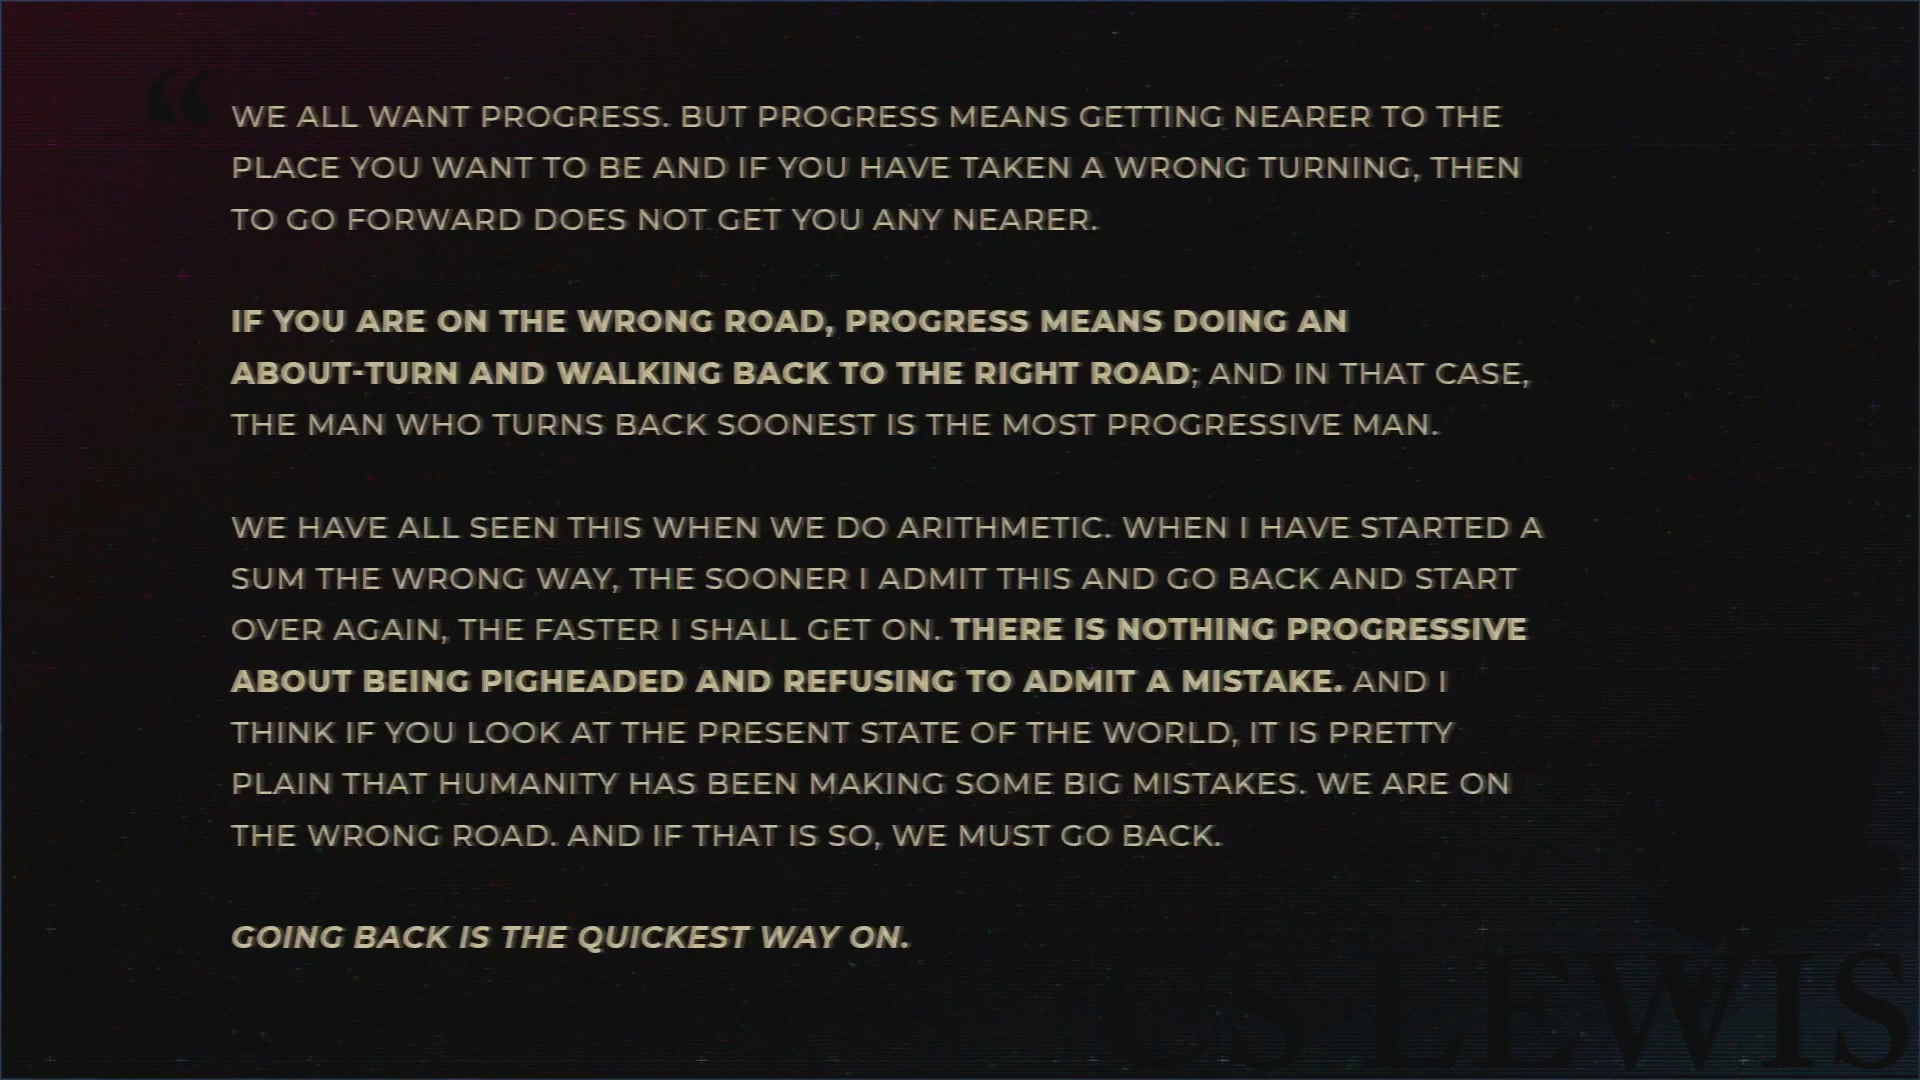 “
WE ALL WANT PROGRESS. BUT PROGRESS MEANS GETTING NEARER TO THE
PLACE YOU WANT TO BE AND IF YOU HAVE TAKEN A WRONG TURNING, THEN
TO GO FORWARD DOES NOT GET YOU ANY NEARER.
IF YOU ARE ON THE WRONG ROAD, PROGRESS MEANS DOING AN
ABOUT-TURN AND WALKING BACK TO THE RIGHT ROAD; AND IN THAT CASE,
THE MAN WHO TURNS BACK SOONEST IS THE MOST PROGRESSIVE MAN.
WE HAVE ALL SEEN THIS WHEN WE DO ARITHMETIC. WHEN I HAVE STARTED A
SUM THE WRONG WAY, THE SOONER I ADMIT THIS AND GO BACK AND START
OVER AGAIN, THE FASTER I SHALL GET ON. THERE IS NOTHING PROGRESSIVE
ABOUT BEING PIGHEADED AND REFUSING TO ADMIT A MISTAKE. AND I
THINK IF YOU LOOK AT THE PRESENT STATE OF THE WORLD, IT IS PRETTY
PLAIN THAT HUMANITY HAS BEEN MAKING SOME BIG MISTAKES. WE ARE ON
THE WRONG ROAD. AND IF THAT IS SO, WE MUST GO BACK.
GOING BACK IS THE QUICKEST WAY ON.
CS LEWIS